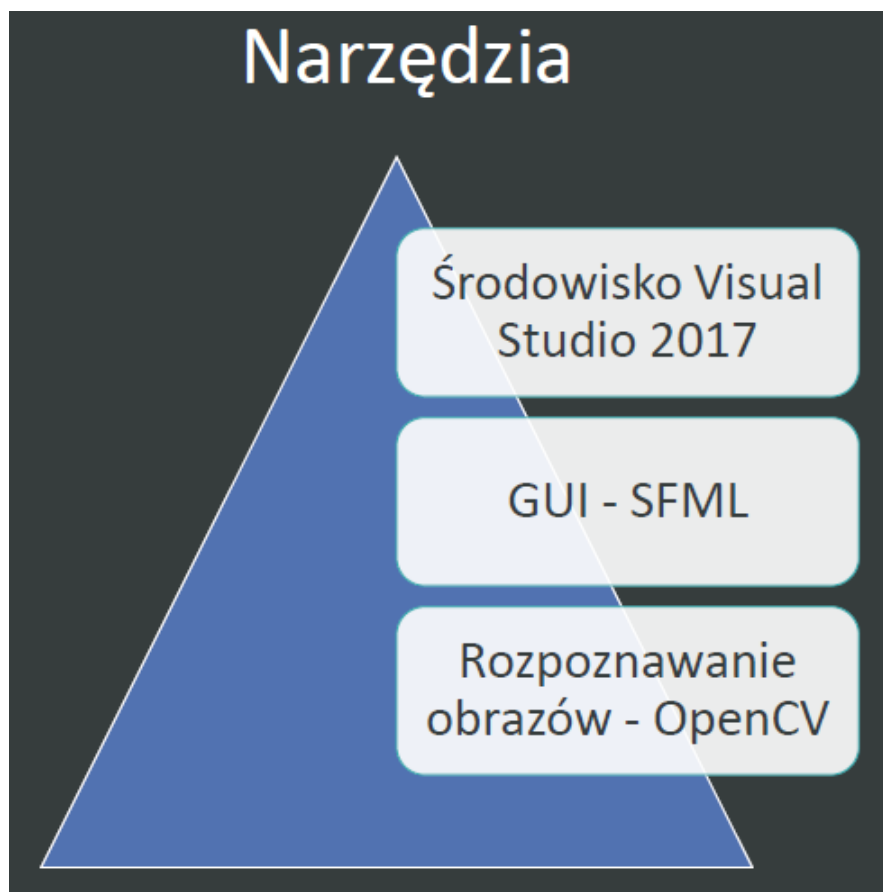 Narzędzia
Środowisko Visual
Studio 2017
GUI - SFML
Rozpoznawanie
obrazów - OpenCV